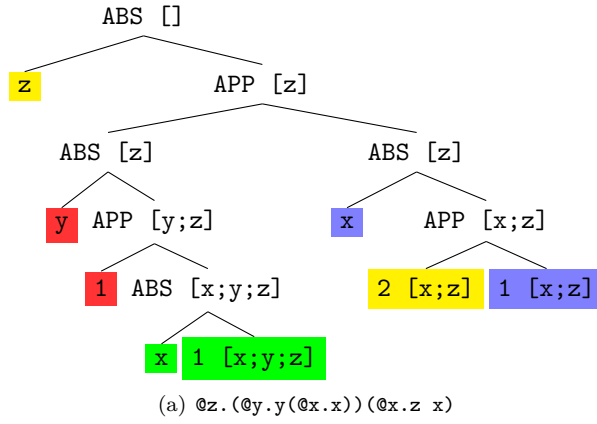 ABS []
z APP [z]
ABS [z] ABS [z]
y APP [y;z] x APP [x;z]
1 ABS [x;y;z] 2 [x;z] 1 [x;z]
x 1 [x;y;z]
(a) @z.(@y.y(@x.x))(@x.z x)